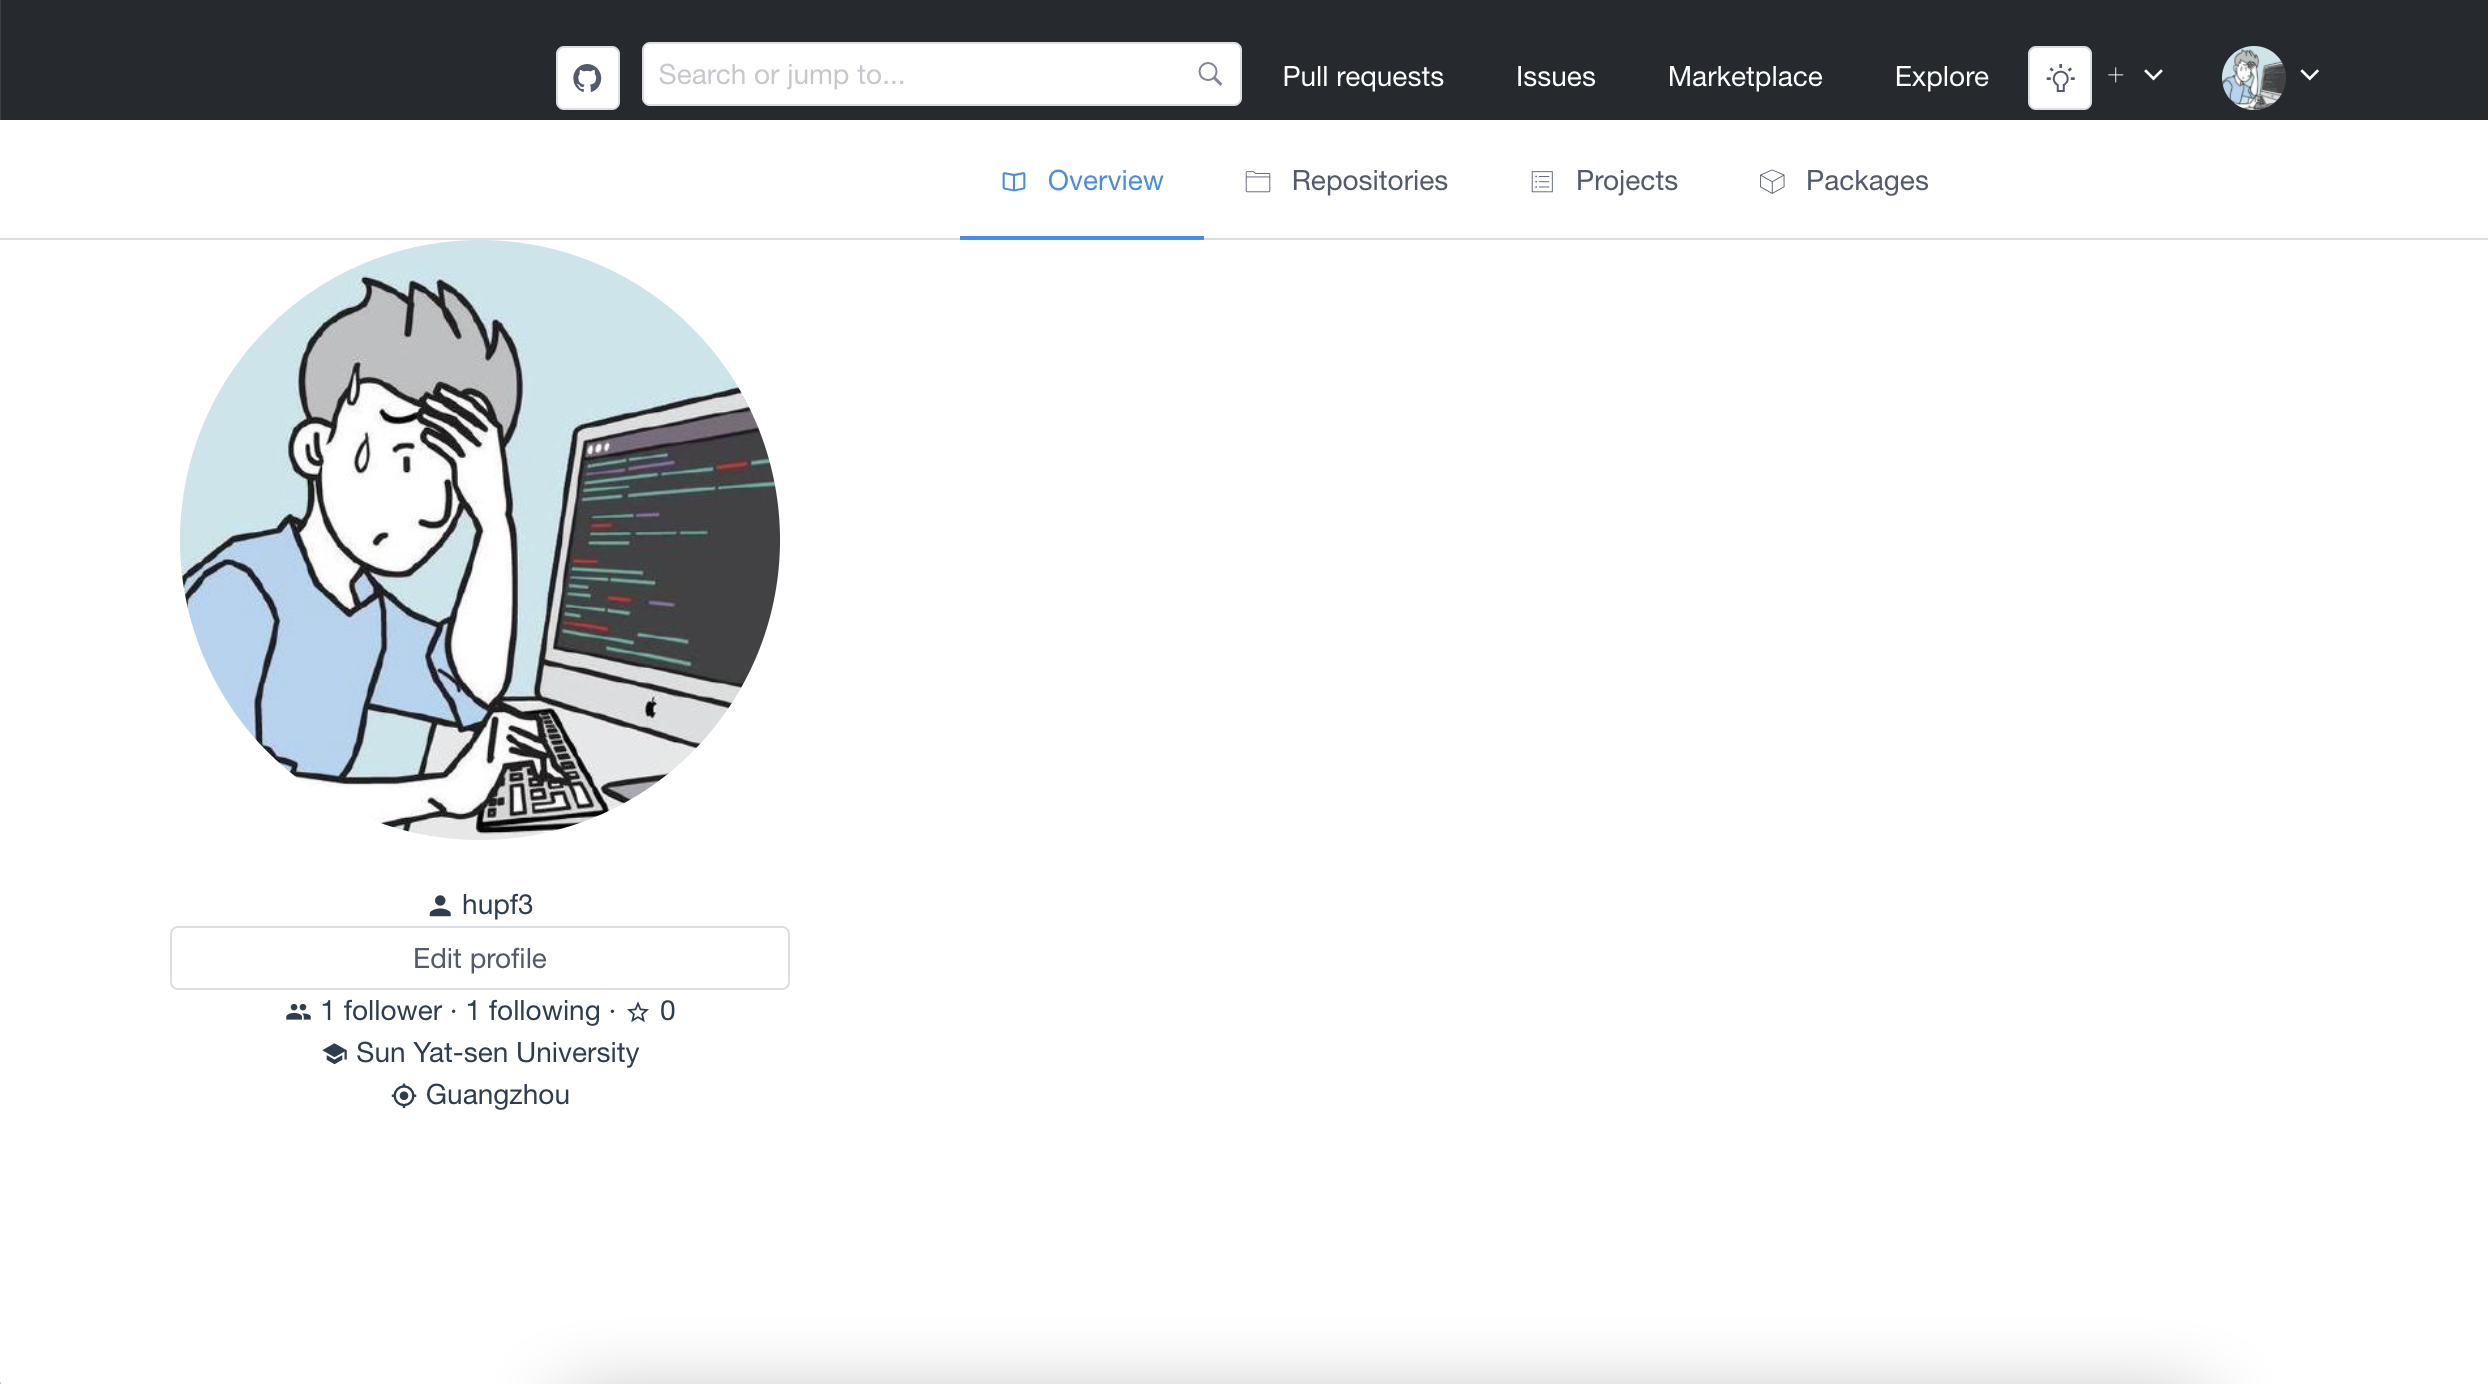 Search or jump to... Pull requests Issues Marketplace Explore
Overview Repositories Projects Packages
hupf3
Edit profile
1 follower · 1 following · 0
Sun Yat-sen University
Guangzhou